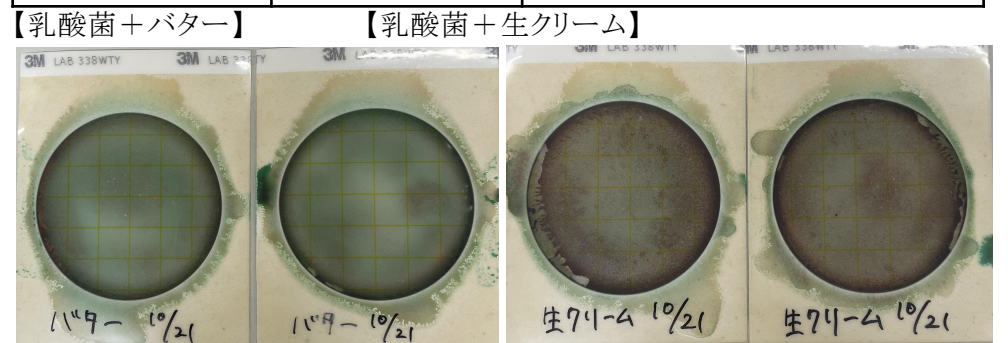 【乳酸菌＋バター】 【乳酸菌＋生クリーム】
3M LAB 338WTY 3M LAB 338WTY 3M LAB 338WTY LAB 338WTY
バター 10/21 バター 10/21 生クリーム 10/21 生クリーム 10/21